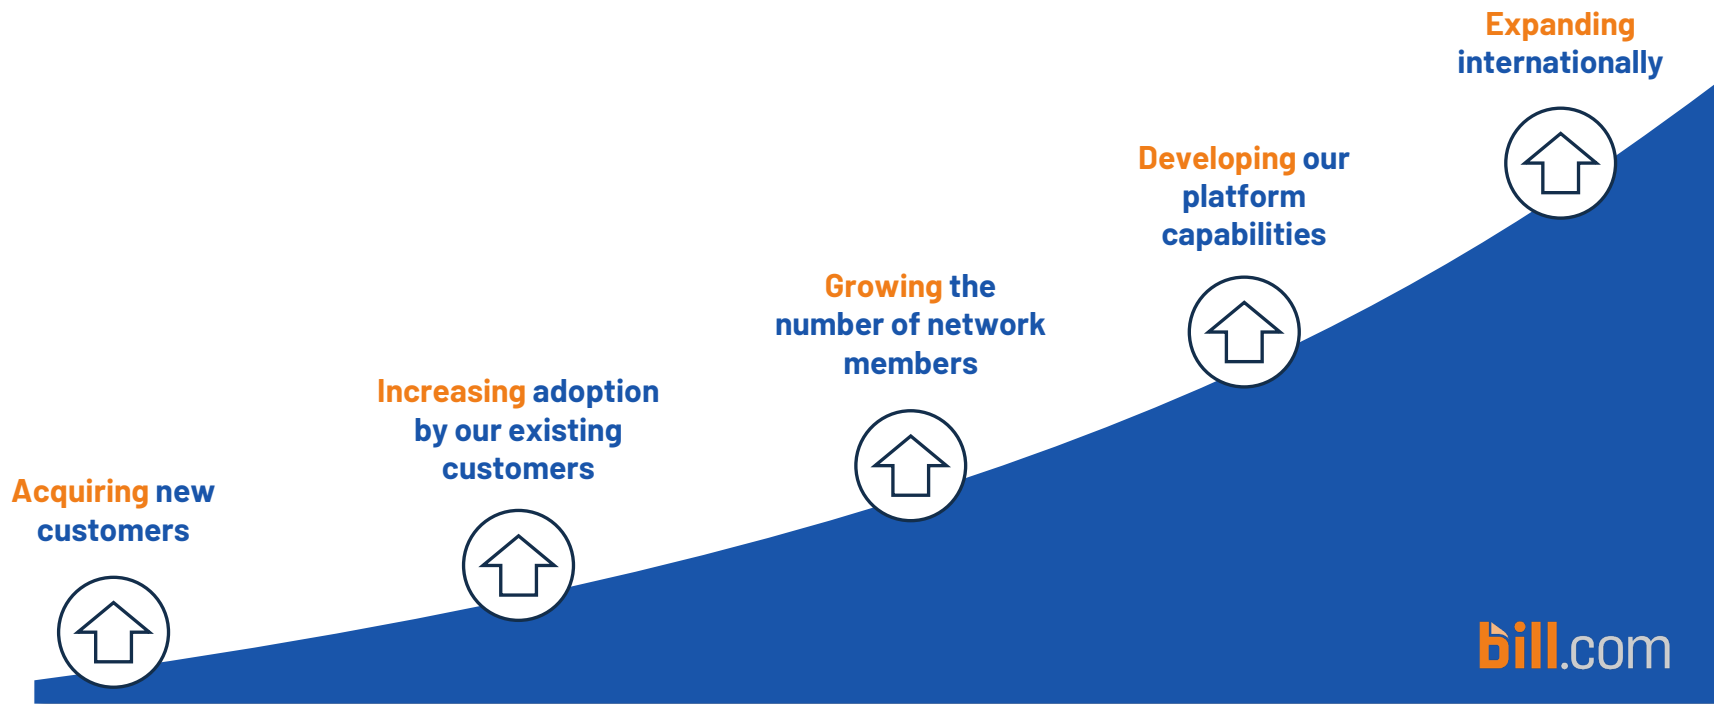 Acquiring new
customers
Increasing adoption
by our existing
customers
Growing the
number of network
members
Developing our
platform
capabilities
Expanding
internationally
bill.com